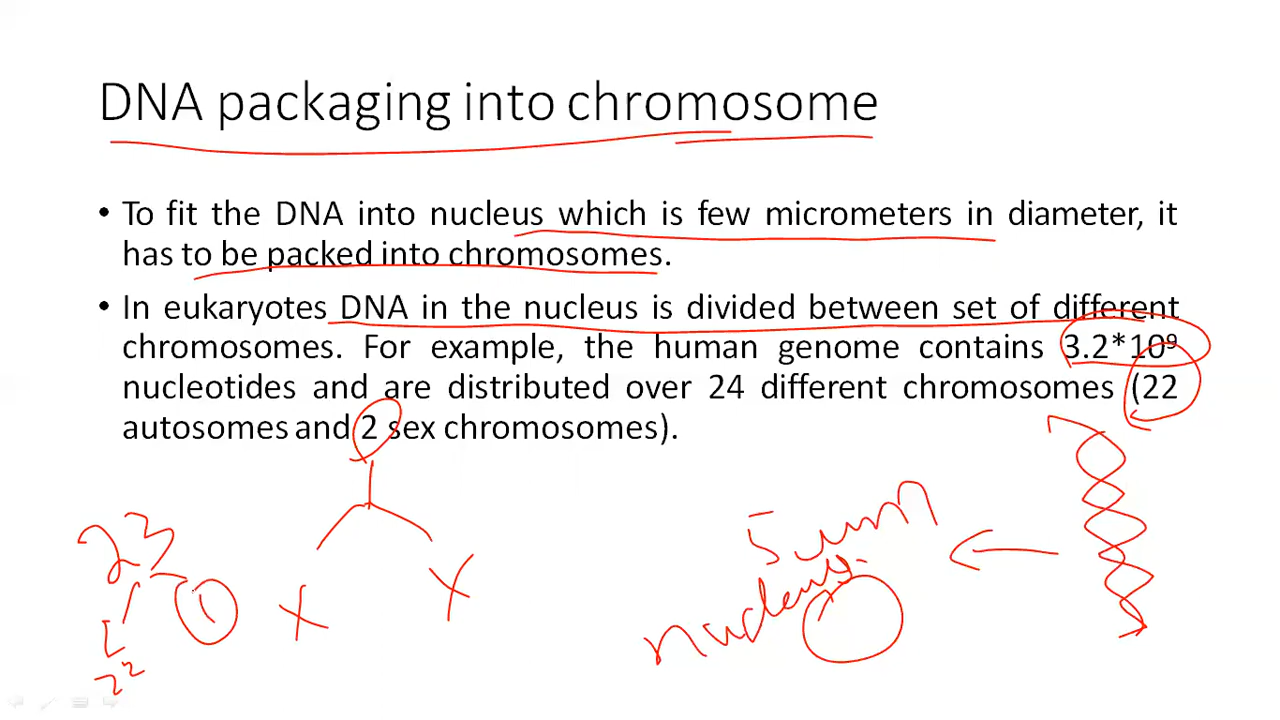 DNA packaging into chromosome
• To fit the DNA into nucleus which is few micrometers in diameter, it
has to be packed into chromosomes.
• In eukaryotes DNA in the nucleus is divided between set of different
chromosomes. For example, the human genome contains 3.2*10⁹
nucleotides and are distributed over 24 different chromosomes (22
autosomes and 2 sex chromosomes).
23
1
22
X
X
5 um
nucleus